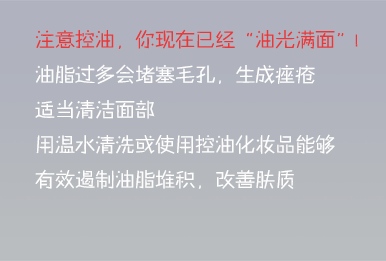 注意控油，你现在已经“油光满面”！
油脂过多会堵塞毛孔，生成痤疮
适当清洁面部
用温水清洗或使用控油化妆品能够
有效遏制油脂堆积，改善肤质